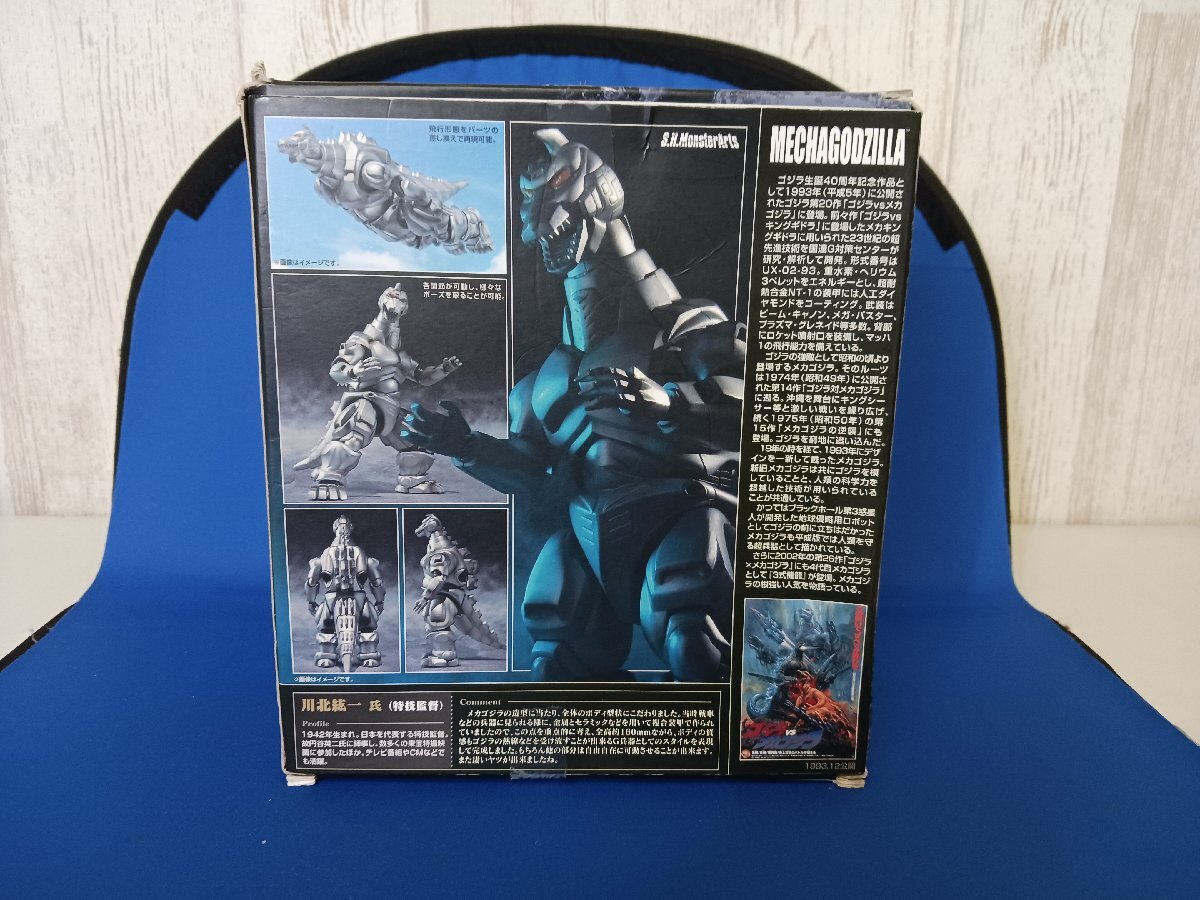 飛行形態をパーツの
差し換えで再現可能。
※画像はイメージです。
各関節が可動し、様々な
ポーズを取ることが可能。
※画像はイメージです。
S.H.MonsterArts
MECHAGODZILLA
ゴジラ生誕40周年記念作品と
して1993年(平成5年)に公開さ
れたゴジラ第20作「ゴジラvsメカ
ゴジラ」に登場。前々作「ゴジラvs
キングギドラ」に登場したメカキン
グギドラに用いられた23世紀の超
先進技術を国連G対策センターが
研究・解析して開発。形式番号は
UX-02-93。重水素・ヘリウム
3ペレットをエネルギーとし、超耐
熱合金NT-1の装甲には人工ダイ
ヤモンドをコーティング。武装は
ビーム・キャノン、メガ・バスター、
プラズマ・グレネイド等多数。背部
にロケット噴射口を装備し、マッハ
1の飛行能力を備えている。
ゴジラの強敵として昭和の頃より
登場するメカゴジラ。そのルーツ
は1974年(昭和49年)に公開さ
れた第14作「ゴジラ対メカゴジラ」
に遡る。沖縄を舞台にキングシー
サー等と激しい戦いを繰り広げ、
続く1975年(昭和50年)の第
15作「メカゴジラの逆襲」にも
登場。ゴジラを窮地に追い込んだ。
19年の時を経て、1993年にデザ
インを一新して甦ったメカゴジラ。
新旧メカゴジラは共にゴジラを模
していることと、人類の科学力を
超越した技術が用いられている
ことが共通している。
かつてはブラックホール第3惑星
人が開発した地球侵略用ロボット
としてゴジラの前に立ちはだかった
メカゴジラも平成版では人類を守
る超兵器として描かれている。
さらに2002年の第26作「ゴジラ
×メカゴジラ」にも4代目メカゴジラ
として『3式機龍』が登場。メカゴジ
ラの根強い人気を物語っている。
ゴジラ
VS
1993.12公開
川北紘一 氏 (特技監督)
Profile
1942年生まれ。日本を代表する特技監督。
故円谷英二氏に師事し、数多くの東宝特撮映
画に参加したほか、テレビ番組やCMなどで
も活躍。
Comment
メカゴジラの造型に当たり、全体のボディ型状にこだわりました。当時戦車
などの兵器に見られる様に、金属とセラミックなどを用いて複合装甲で作られ
ていましたので、この点を重点的に考え、全高約160mmながら、ボディの質
感もゴジラの熱線などを受け流すことが出来るG兵器としてのスタイルを表現
して完成しました。もちろん他の部分は自由自在に可動させることが出来ます。
また凄いヤツが出来ましたね。